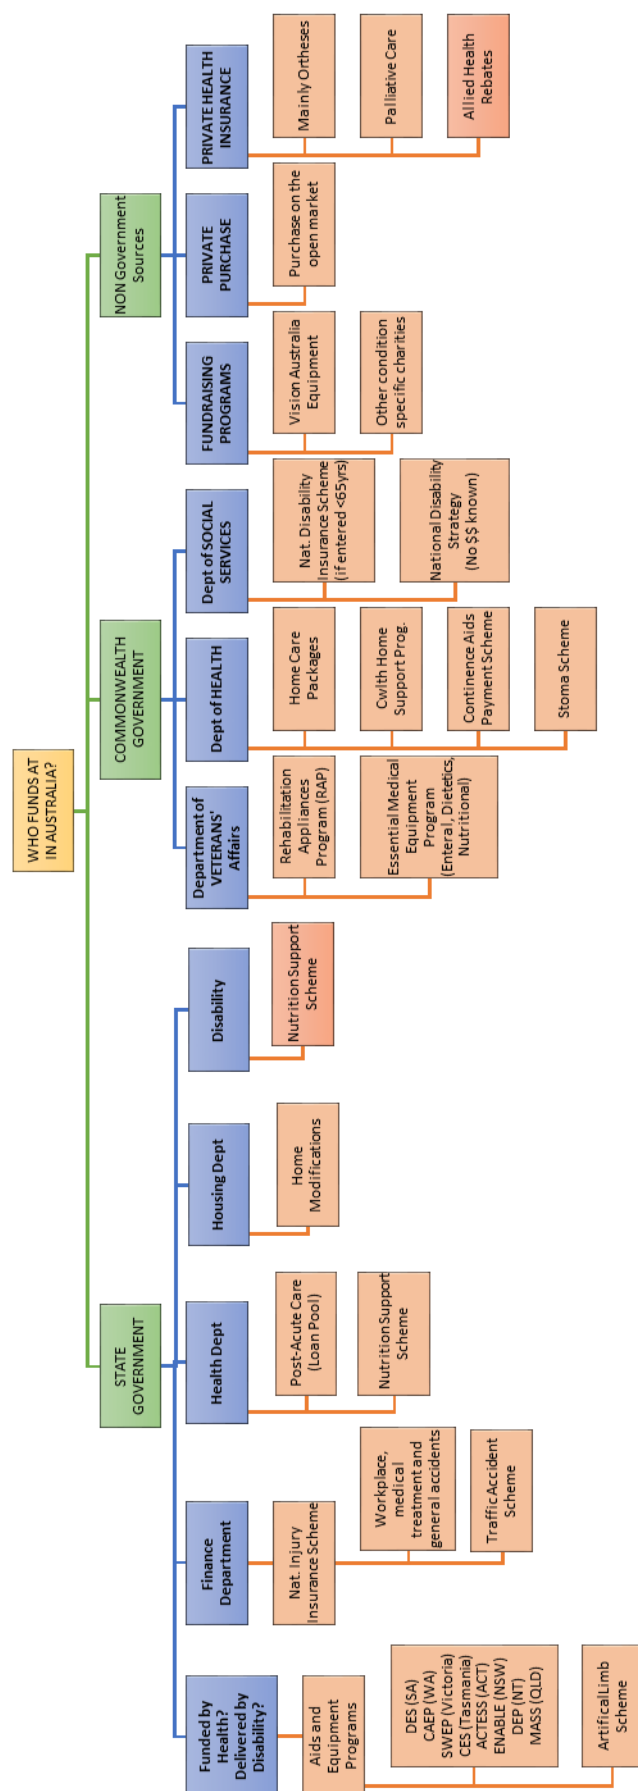 WHO FUNDS AT
IN AUSTRALIA?
STATE
GOVERNMENT
COMMONWEALTH
GOVERNMENT
NON Government
Sources
Funded by
Health?
Delivered by
Disability?
Aids and
Equipment
Programs
DES (SA)
CAEP (WA)
SWEP (Victoria)
CES (Tasmania)
ACTESS (ACT)
ENABLE (NSW)
DEP (NT)
MASS (QLD)
Artifical Limb
Scheme
Finance
Department
Nat. Injury
Insurance Scheme
Workplace,
medical
treatment and
general accidents
Traffic Accident
Scheme
Health Dept
Post-Acute Care
(Loan Pool)
Nutrition Support
Scheme
Housing Dept
Home
Modifications
Disability
Nutrition Support
Scheme
Department of
VETERANS'
Affairs
Rehabilitation
Appliances
Program (RAP)
Essential Medical
Equipment
Program
(Enteral, Dietetics,
Nutritional)
Dept of HEALTH
Home Care
Packages
Cwlth Home
Support Prog.
Continence Aids
Payment Scheme
Stoma Scheme
Dept of SOCIAL
SERVICES
Nat. Disability
Insurance Scheme
(if entered <65yrs)
National Disability
Strategy
(No $$ known)
FUNDRAISING
PROGRAMS
Vision Australia
Equipment
Other condition
specific charities
PRIVATE
PURCHASE
Purchase on the
open market
PRIVATE HEALTH
INSURANCE
Mainly Ortheses
Palliative Care
Allied Health
Rebates